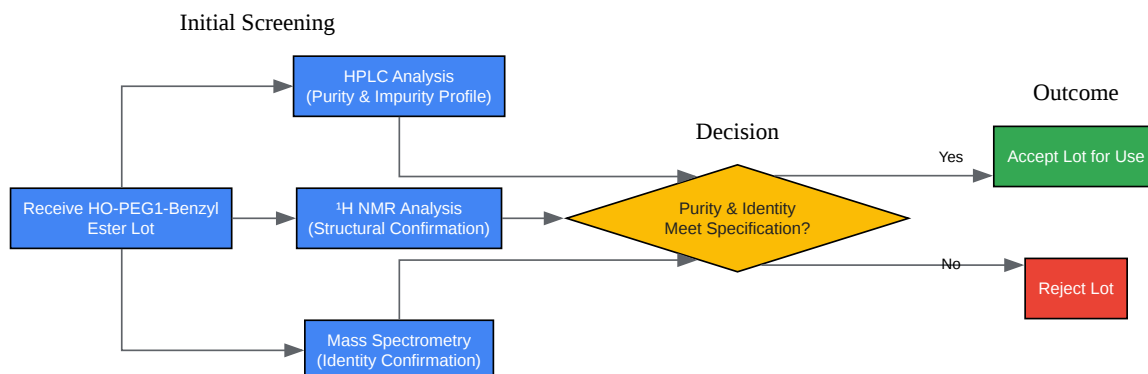 Initial Screening
HPLC Analysis
(Purity & Impurity Profile)
Outcome
Decision
Yes
Accept Lot for Use
Receive HO-PEG1-Benzyl
Ester Lot
¹H NMR Analysis
(Structural Confirmation)
Purity & Identity
Meet Specification?
No
Reject Lot
Mass Spectrometry
(Identity Confirmation)